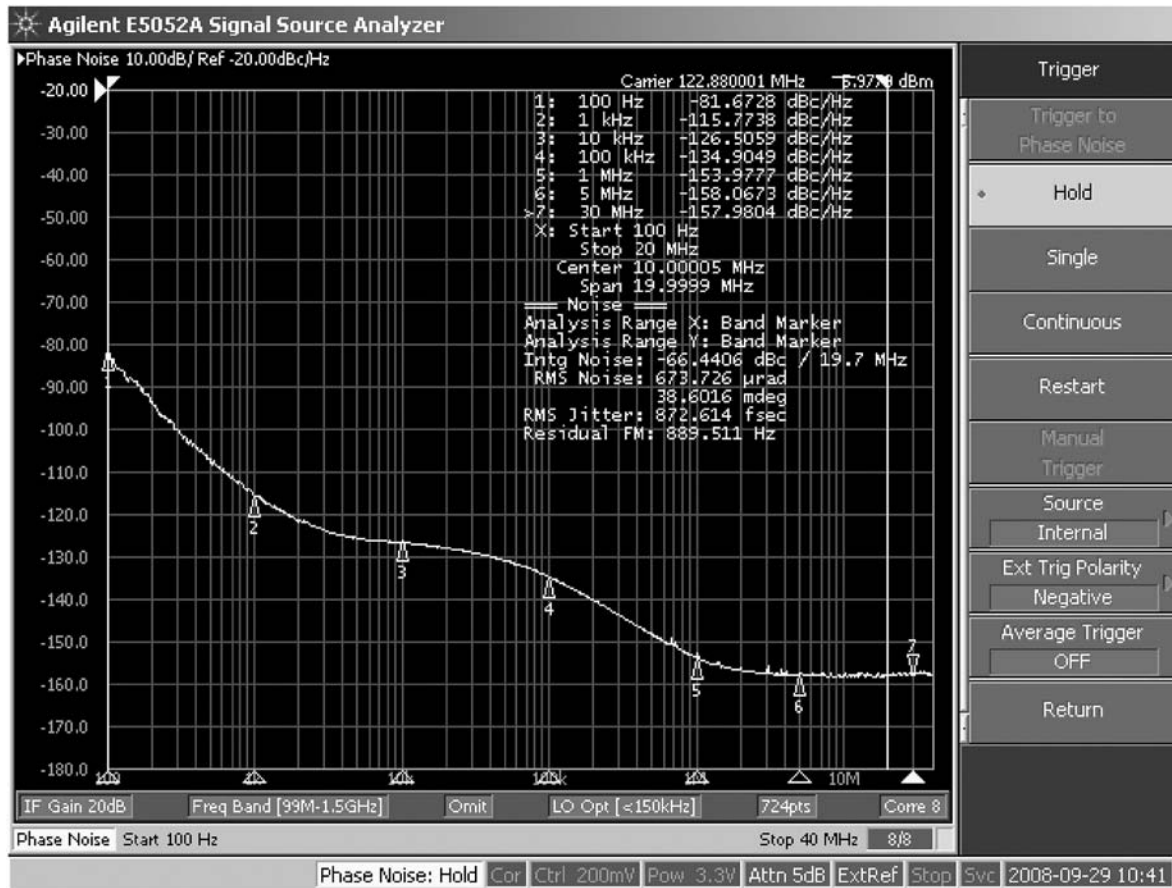 Agilent E5052A Signal Source Analyzer
Phase Noise 10.00dB/ Ref -20.00dBc/Hz
Carrier 122.880001 MHz dBm
1: 100 Hz -81.6728 dBc/Hz
2: 1 kHz -115.7738 dBc/Hz
3: 10 kHz -126.5059 dBc/Hz
4: 100 kHz -134.9049 dBc/Hz
5: 1 MHz -153.9777 dBc/Hz
6: 5 MHz -158.0673 dBc/Hz
>7: 30 MHz -157.9804 dBc/Hz
X: Start 100 Hz
Stop 20 MHz
Center 10.00005 MHz
Span 19.9999 MHz
Noise
Analysis Range X: Band Marker
Analysis Range Y: Band Marker
Intg Noise: -66.4406 dBc / 19.7 MHz
RMS Noise: 673.726 µrad
38.6016 mdeg
RMS Jitter: 872.614 fsec
Residual FM: 889.511 Hz
-20.00
-30.00
-40.00
-50.00
-60.00
-70.00
-80.00
-90.00
-100.0
-110.0
-120.0
-130.0
-140.0
-150.0
-160.0
-170.0
-180.0
1
2
3
4
5
6
7
10M
IF Gain 20dB
Freq Band [99M-1.5GHz]
Omit
LO Opt [<150kHz]
724pts
Corre 8
Phase Noise Start 100 Hz
Stop 40 MHz 8/8
Phase Noise: Hold Cor Ctrl 200mV Pow 3.3V Attn 5dB ExtRef Stop Svc 2008-09-29 10:41
Trigger
Trigger to
Phase Noise
Hold
Single
Continuous
Restart
Manual
Trigger
Source
Internal
Ext Trig Polarity
Negative
Average Trigger
OFF
Return